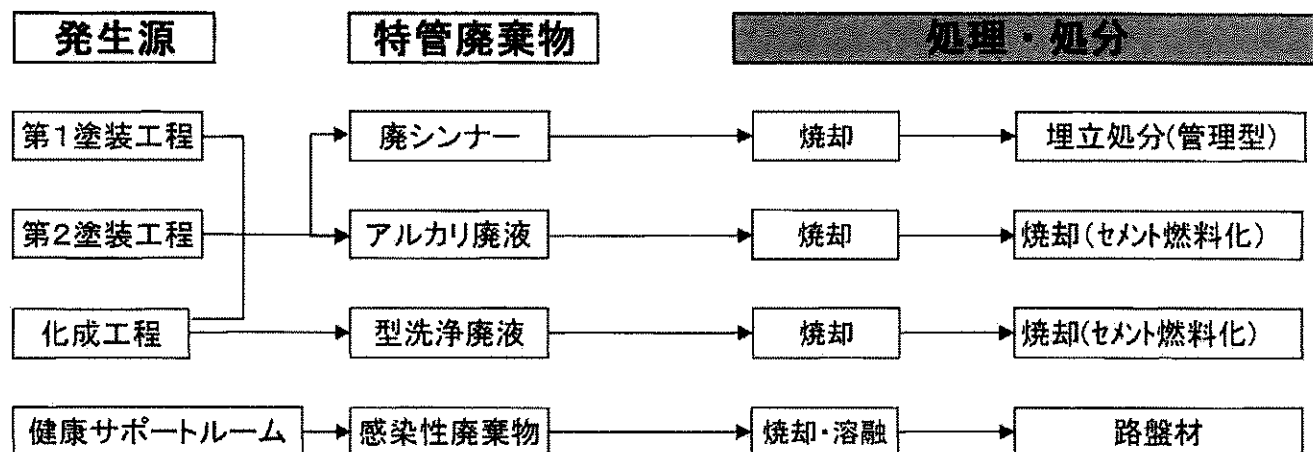 発生源 特管廃棄物 処理・処分
第1塗装工程 廃シンナー 焼却 埋立処分(管理型)
第2塗装工程 アルカリ廃液 焼却 焼却(セメント燃料化)
化成工程 型洗浄廃液 焼却 焼却(セメント燃料化)
健康サポートルーム 感染性廃棄物 焼却・溶融 路盤材